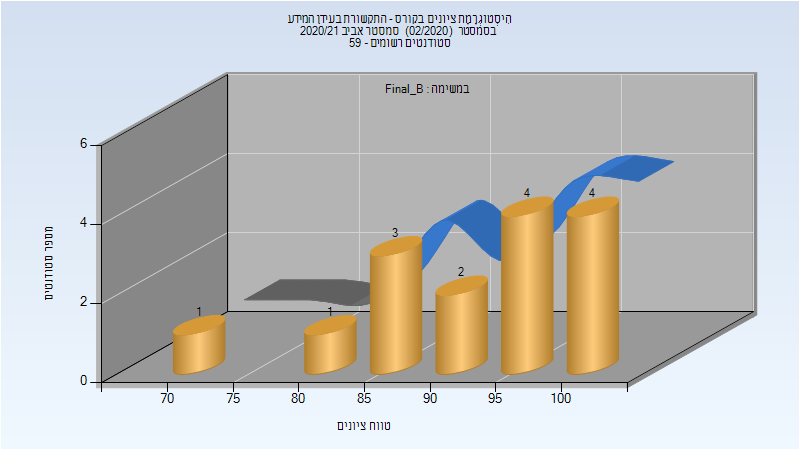 היסטוגרמת ציונים בקורס - התקשורת בעידן המידע
בסמסטר (02/2020) סמסטר אביב 2020/21
סטודנטים רשומים - 59
במשימה : Final_B
6
4
2
0
מספר סטודנטים
1
1
3
2
4
4
70
75
80
85
90
95
100
טווח ציונים